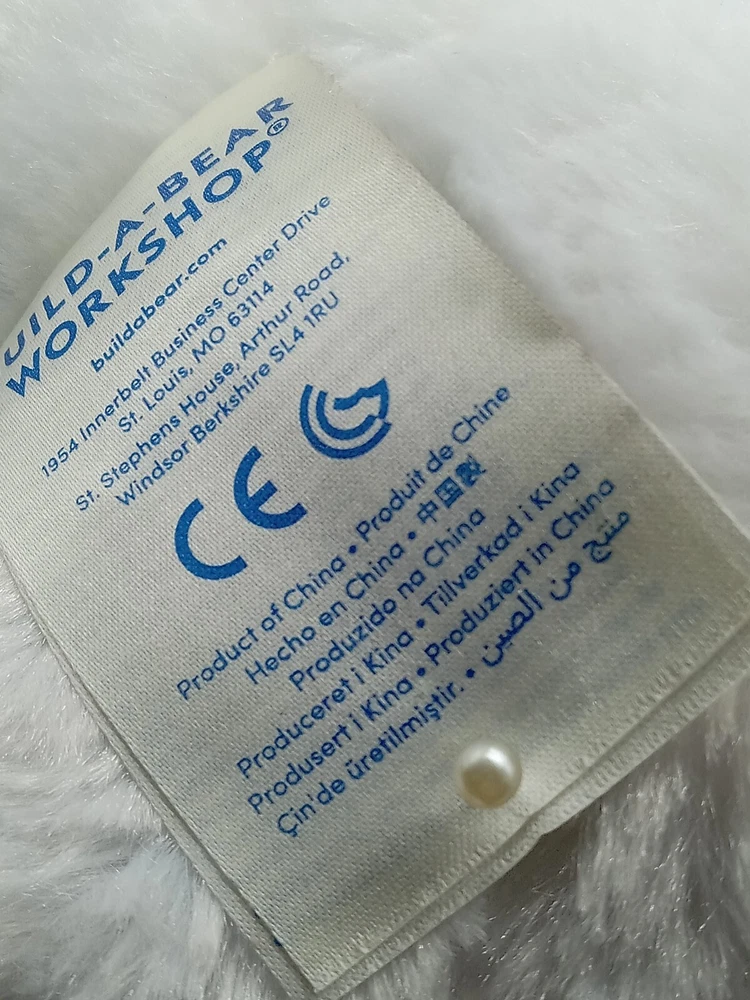 UILD-A-BEAR
WORKSHOP®
buildabear.com
1954 Innerbelt Business Center Drive
St. Louis, MO 63114
St. Stephens House, Arthur Road,
Windsor Berkshire SL4 1RU
CE
Product of China • Produit de Chine
Hecho en China • 中国製
Produzido na China
Produceret i Kina • Tillverkad i Kina
Produsert i Kina • Produziert in China
Çin'de üretilmiştir. • منتج من الصين